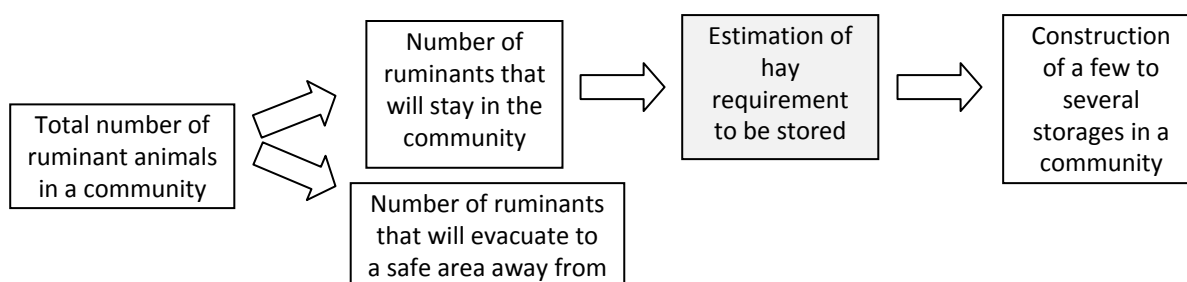 Total number of
ruminant animals
in a community
Number of
ruminants that
will stay in the
community
Number of ruminants
that will evacuate to
a safe area away from
Estimation of
hay
requirement
to be stored
Construction
of a few to
several
storages in a
community